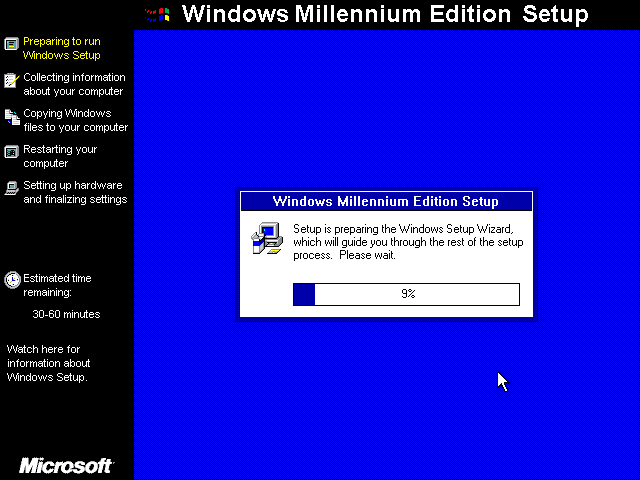 Windows Millennium Edition Setup
Preparing to run
Windows Setup
Collecting information
about your computer
Copying Windows
files to your computer
Restarting your
computer
Setting up hardware
and finalizing settings
Estimated time
remaining:
30-60 minutes
Watch here for
information about
Windows Setup.
Microsoft
Windows Millennium Edition Setup
Setup is preparing the Windows Setup Wizard,
which will guide you through the rest of the setup
process. Please wait.
9%